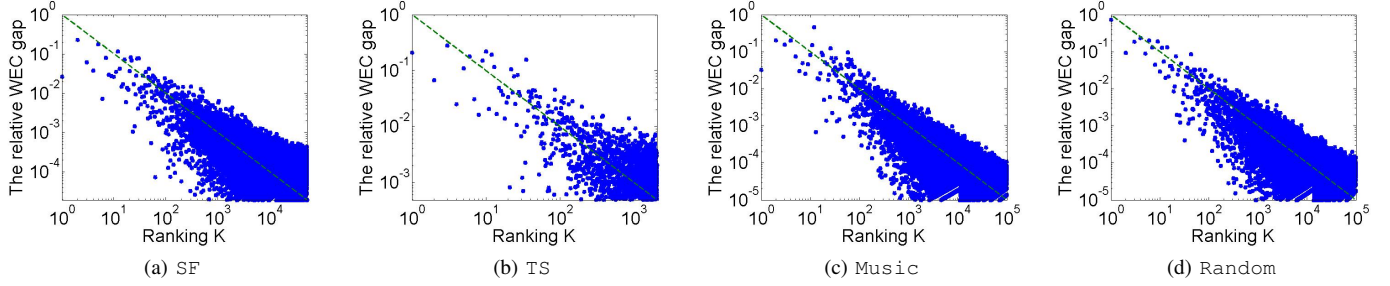 The relative WEC gap
10^0
10^-1
10^-2
10^-3
10^-4
10^0 10^1 10^2 10^3 10^4
Ranking K
(a) SF
The relative WEC gap
10^0
10^-1
10^-2
10^-3
10^0 10^1 10^2 10^3
Ranking K
(b) TS
The relative WEC gap
10^0
10^-1
10^-2
10^-3
10^-4
10^-5
10^0 10^1 10^2 10^3 10^4 10^5
Ranking K
(c) Music
The relative WEC gap
10^0
10^-1
10^-2
10^-3
10^-4
10^-5
10^0 10^1 10^2 10^3 10^4 10^5
Ranking K
(d) Random